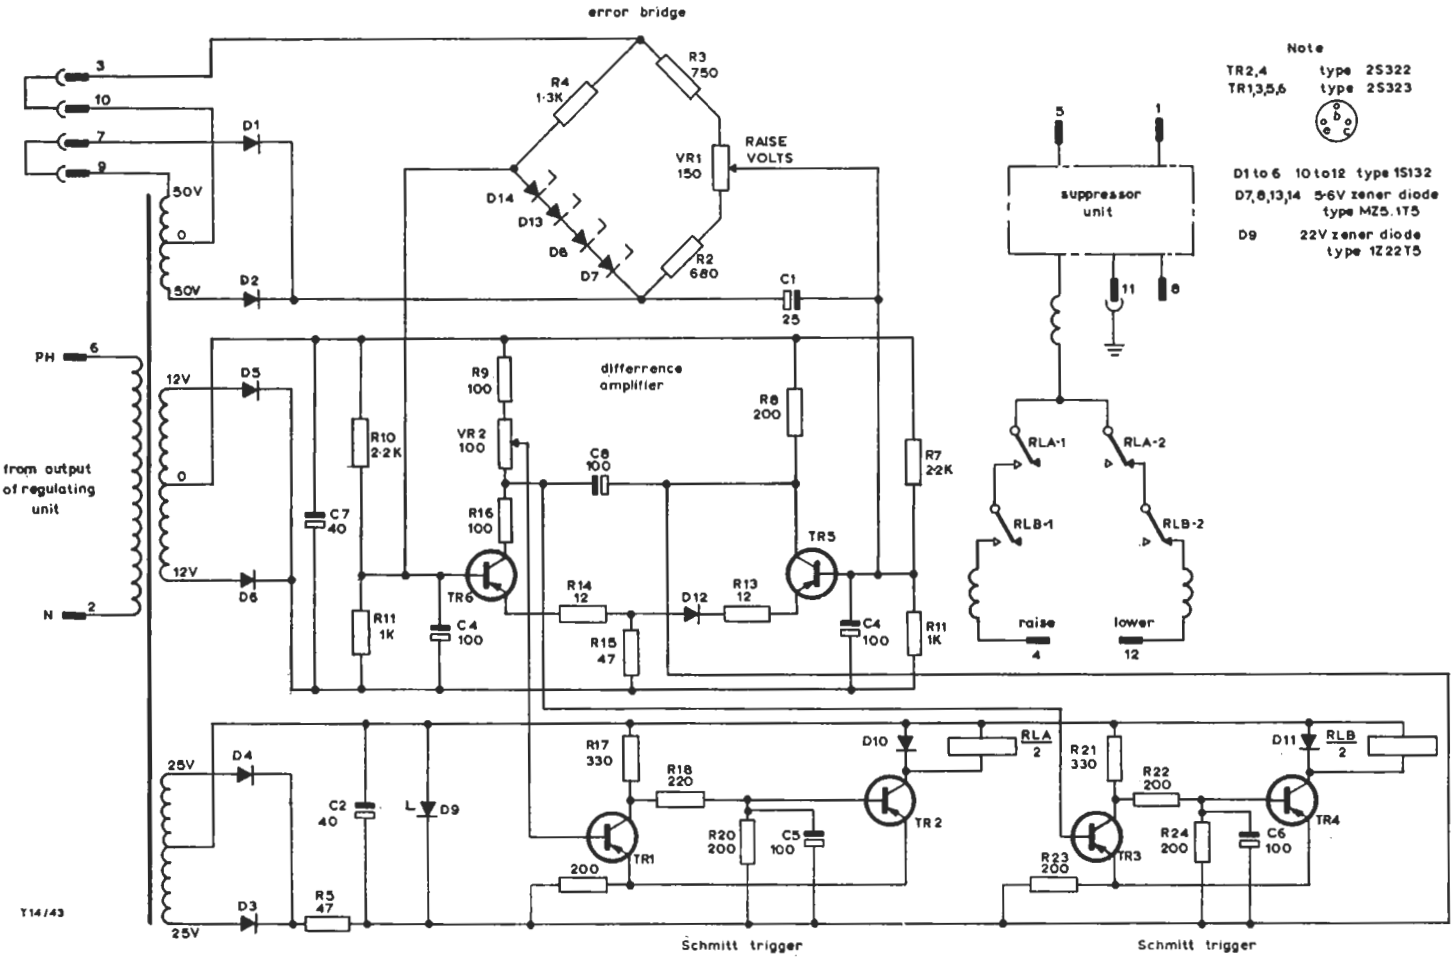 error bridge
Note
TR2,4 type 2S322
TR1,3,5,6 type 2S323
b
e c
D1 to 6 10 to 12 type 1S132
D7,8,13,14 5·6V zener diode
type MZ5.1T5
D9 22V zener diode
type 1Z22T5
3
10
7
9
D1
50V
0
50V
D2
R4
1·3K
R3
750
VR1
150
RAISE
VOLTS
D14
D13
D8
D7
R2
680
C1
25
5
1
suppressor
unit
11
8
PH 6
N 2
from output
of regulating
unit
12V
0
12V
D5
D6
C7
40
R10
2·2K
R11
1K
R9
100
VR2
100
R16
100
differrence
amplifier
C8
100
R8
200
R7
2·2K
TR6
TR5
C4
100
R14
12
R15
47
D12
R13
12
C4
100
R11
1K
RLA-1
RLA-2
RLB-1
RLB-2
raise
4
lower
12
25V
25V
D4
D3
R5
47
C2
40
D9
R17
330
R18
220
R20
200
C5
100
TR1
200
D10
RLA
2
TR2
R21
330
R22
200
R24
200
C6
100
TR3
R23
200
D11
RLB
2
TR4
Y14/43
Schmitt trigger
Schmitt trigger